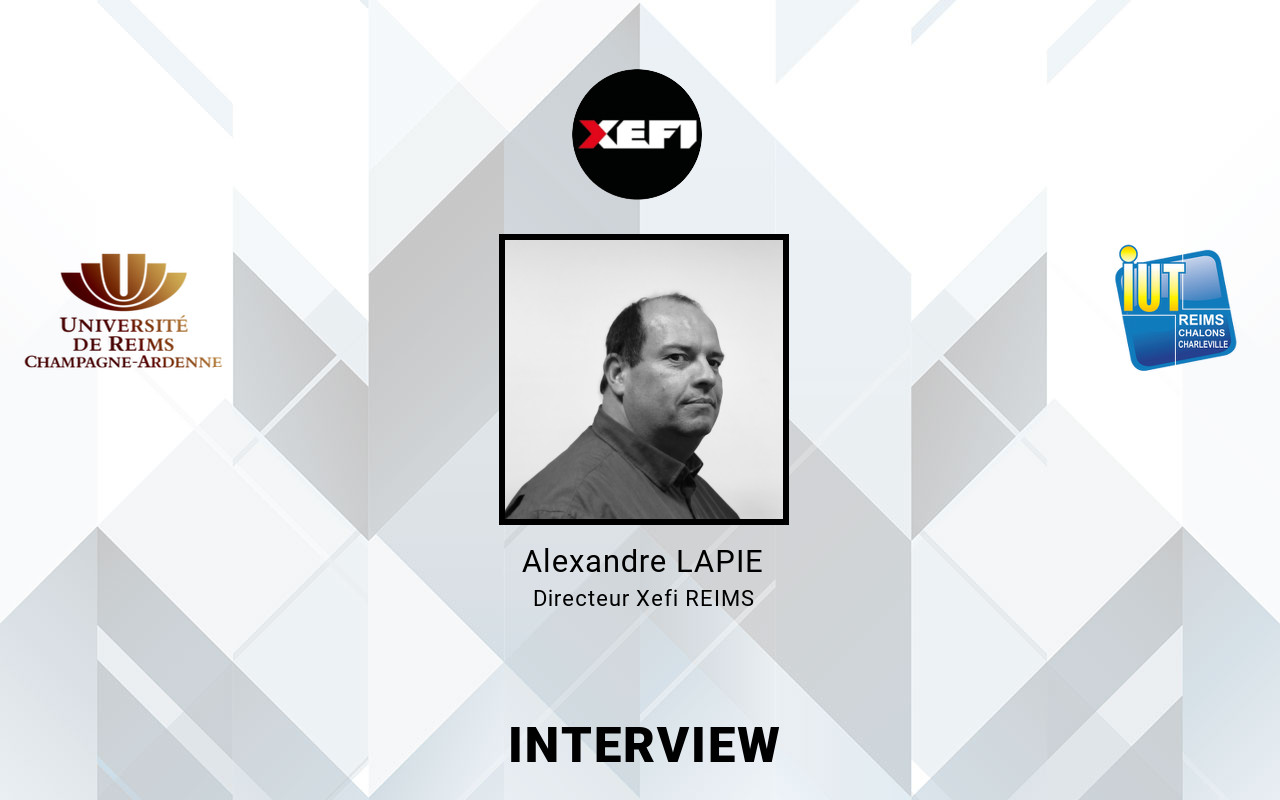 XEFI
UNIVERSITÉ
DE REIMS
CHAMPAGNE-ARDENNE
iUT
REIMS
CHALONS
CHARLEVILLE
Alexandre LAPIE
Directeur Xefi REIMS
INTERVIEW